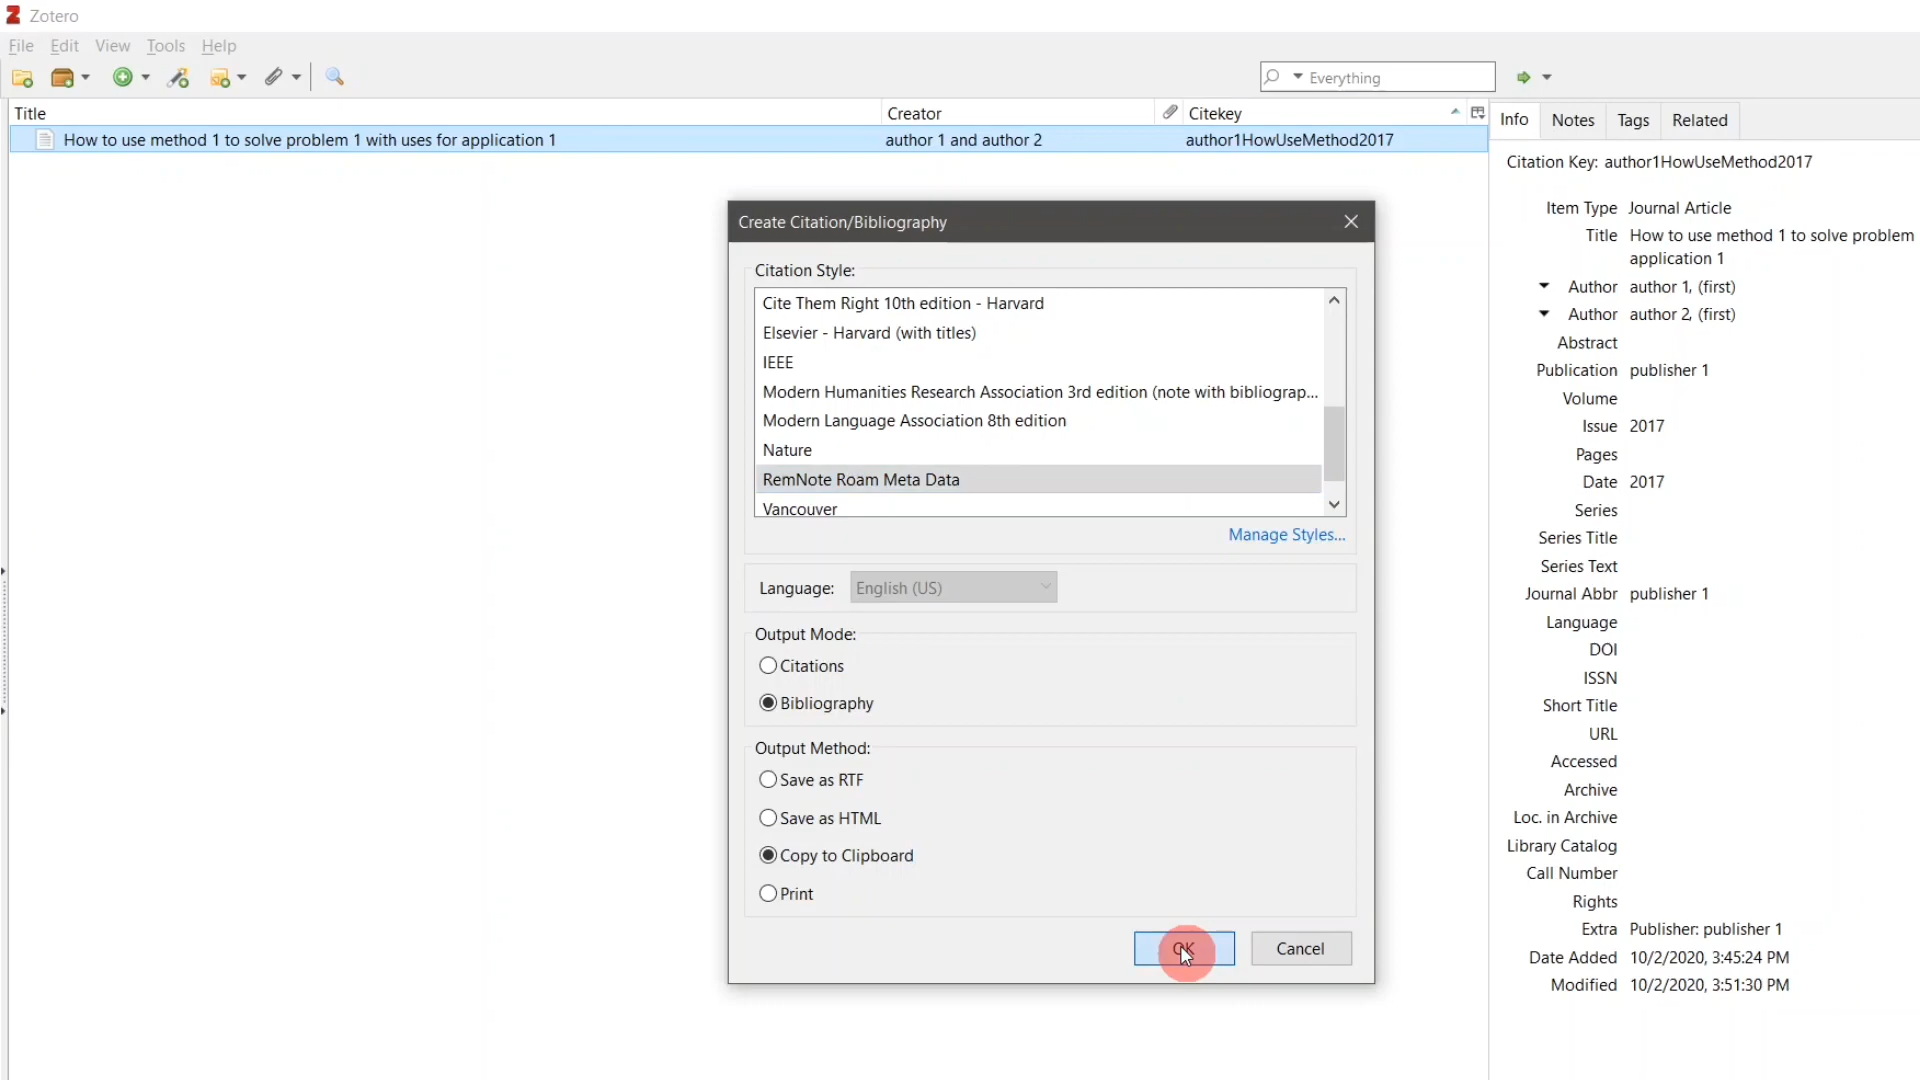 Zotero
File Edit View Tools Help
Everything
Title Creator Citekey
How to use method 1 to solve problem 1 with uses for application 1 author 1 and author 2 author1HowUseMethod2017
Create Citation/Bibliography
Citation Style:
Cite Them Right 10th edition - Harvard
Elsevier - Harvard (with titles)
IEEE
Modern Humanities Research Association 3rd edition (note with bibliograp...
Modern Language Association 8th edition
Nature
RemNote Roam Meta Data
Vancouver
Manage Styles...
Language: English (US)
Output Mode:
Citations
Bibliography
Output Method:
Save as RTF
Save as HTML
Copy to Clipboard
Print
OK Cancel
Info Notes Tags Related
Citation Key: author1HowUseMethod2017
Item Type Journal Article
Title How to use method 1 to solve problem
application 1
Author author 1, (first)
Author author 2, (first)
Abstract
Publication publisher 1
Volume
Issue 2017
Pages
Date 2017
Series
Series Title
Series Text
Journal Abbr publisher 1
Language
DOI
ISSN
Short Title
URL
Accessed
Archive
Loc. in Archive
Library Catalog
Call Number
Rights
Extra Publisher: publisher 1
Date Added 10/2/2020, 3:45:24 PM
Modified 10/2/2020, 3:51:30 PM